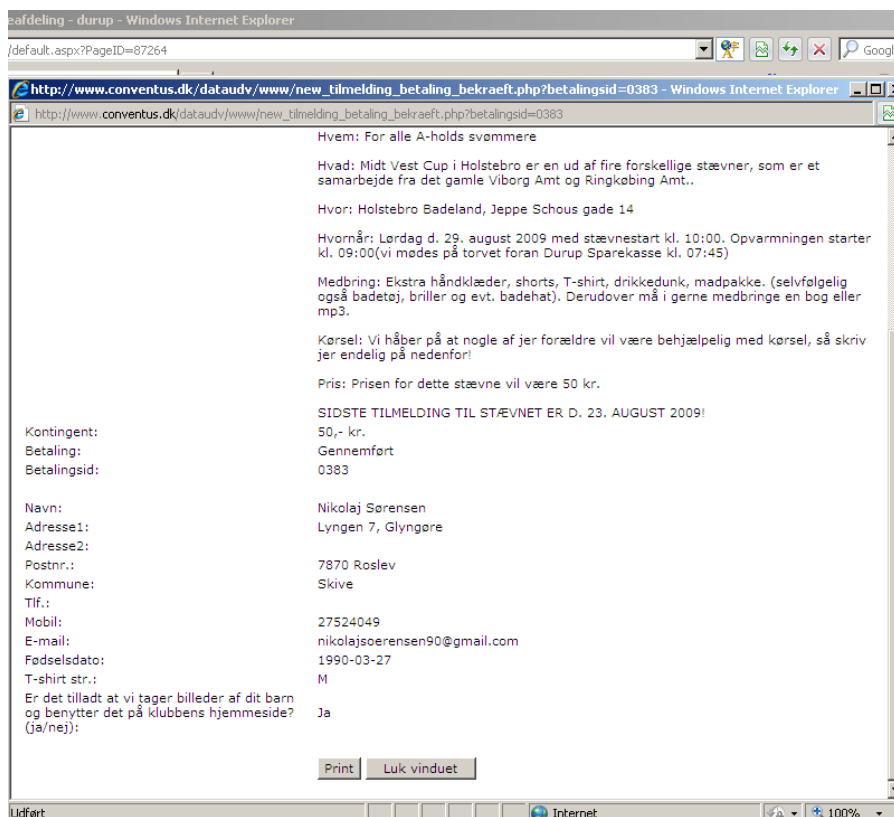 eafdeling - durup - Windows Internet Explorer
/default.aspx?PageID=87264
Googl
http://www.conventus.dk/dataudv/www/new_tilmelding_betaling_bekraeft.php?betalingsid=0383 - Windows Internet Explorer
http://www.conventus.dk/dataudv/www/new_tilmelding_betaling_bekraeft.php?betalingsid=0383
Hvem: For alle A-holds svømmere
Hvad: Midt Vest Cup i Holstebro er en ud af fire forskellige stævner, som er et
samarbejde fra det gamle Viborg Amt og Ringkøbing Amt..
Hvor: Holstebro Badeland, Jeppe Schous gade 14
Hvornår: Lørdag d. 29. august 2009 med stævnestart kl. 10:00. Opvarmningen starter
kl. 09:00(vi mødes på torvet foran Durup Sparekasse kl. 07:45)
Medbring: Ekstra håndklæder, shorts, T-shirt, drikkedunk, madpakke. (selvfølgelig
også badetøj, briller og evt. badehat). Derudover må i gerne medbringe en bog eller
mp3.
Kørsel: Vi håber på at nogle af jer forældre vil være behjælpelig med kørsel, så skriv
jer endelig på nedenfor!
Pris: Prisen for dette stævne vil være 50 kr.
SIDSTE TILMELDING TIL STÆVNET ER D. 23. AUGUST 2009!
Kontingent: 50,- kr.
Betaling: Gennemført
Betalingsid: 0383
Navn: Nikolaj Sørensen
Adresse1: Lyngen 7, Glyngøre
Adresse2:
Postnr.: 7870 Roslev
Kommune: Skive
Tlf.:
Mobil: 27524049
E-mail: nikolajsoerensen90@gmail.com
Fødselsdato: 1990-03-27
T-shirt str.: M
Er det tilladt at vi tager billeder af dit barn
og benytter det på klubbens hjemmeside? Ja
(ja/nej):
Print Luk vinduet
Udført Internet 100%